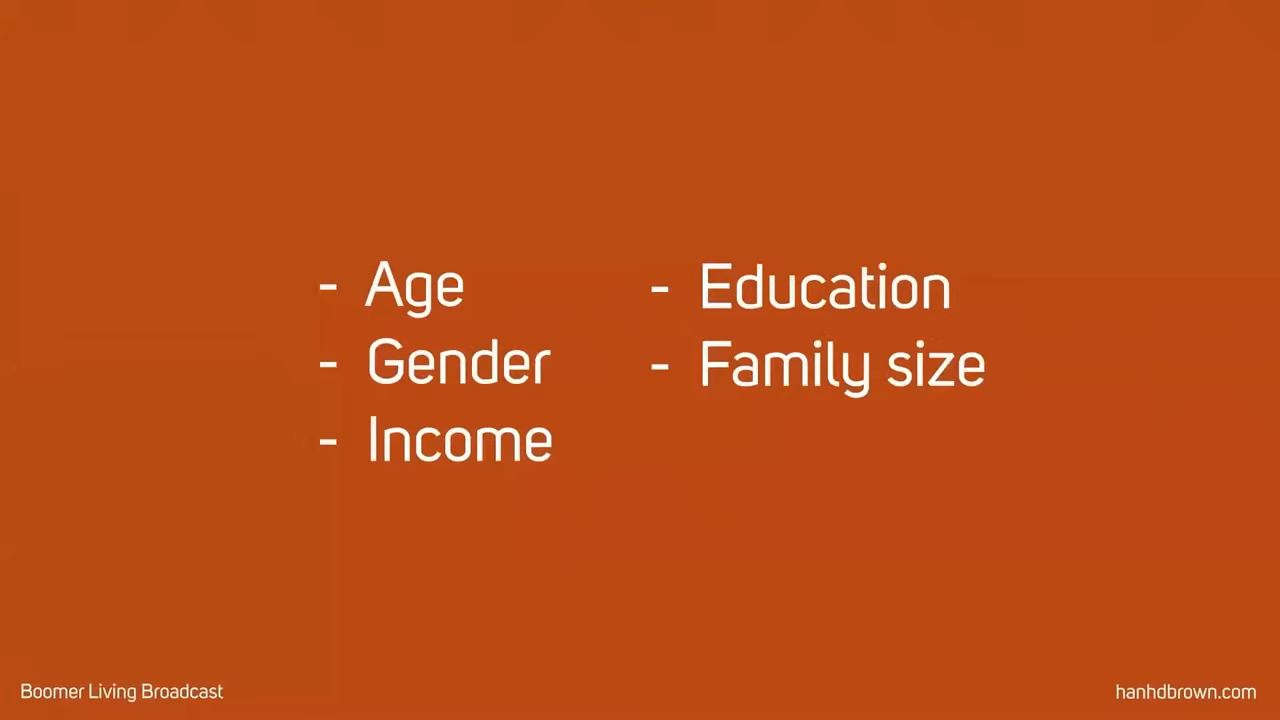 - Age
- Gender
- Income
- Education
- Family size
Boomer Living Broadcast
hanhdbrown.com